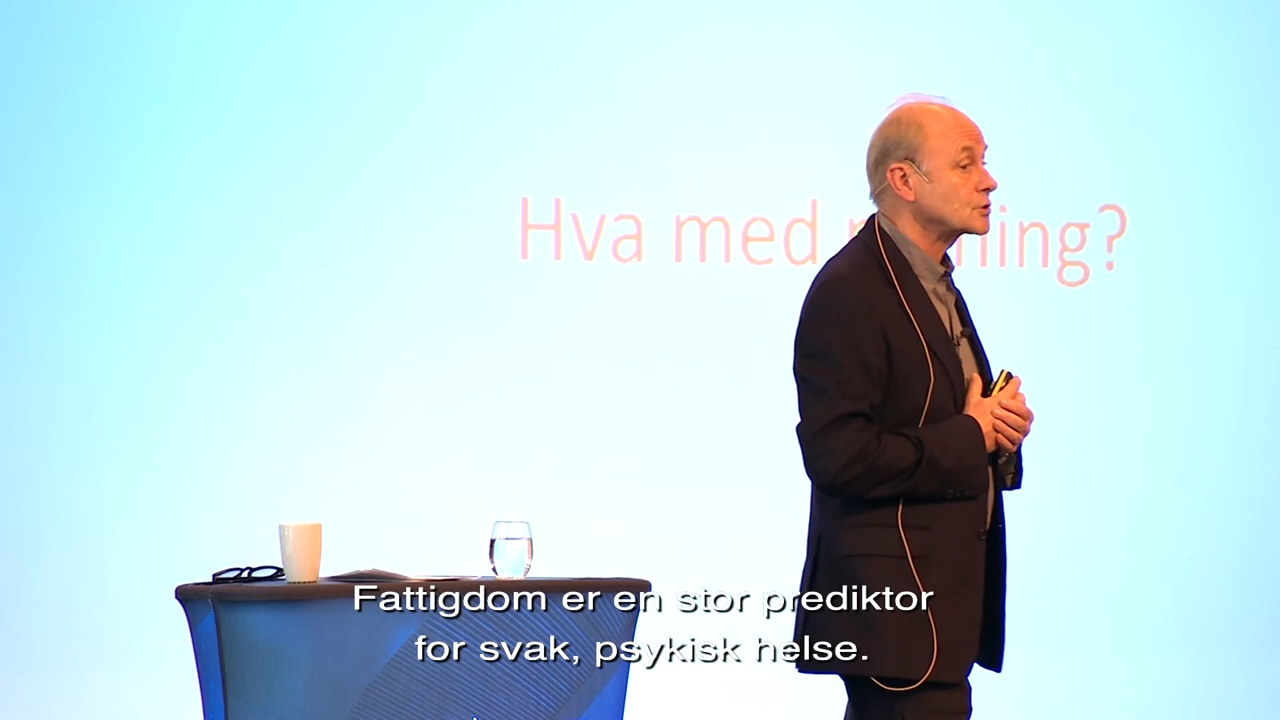 Hva med
Fattigdom er en stor prediktor
for svak, psykisk helse.